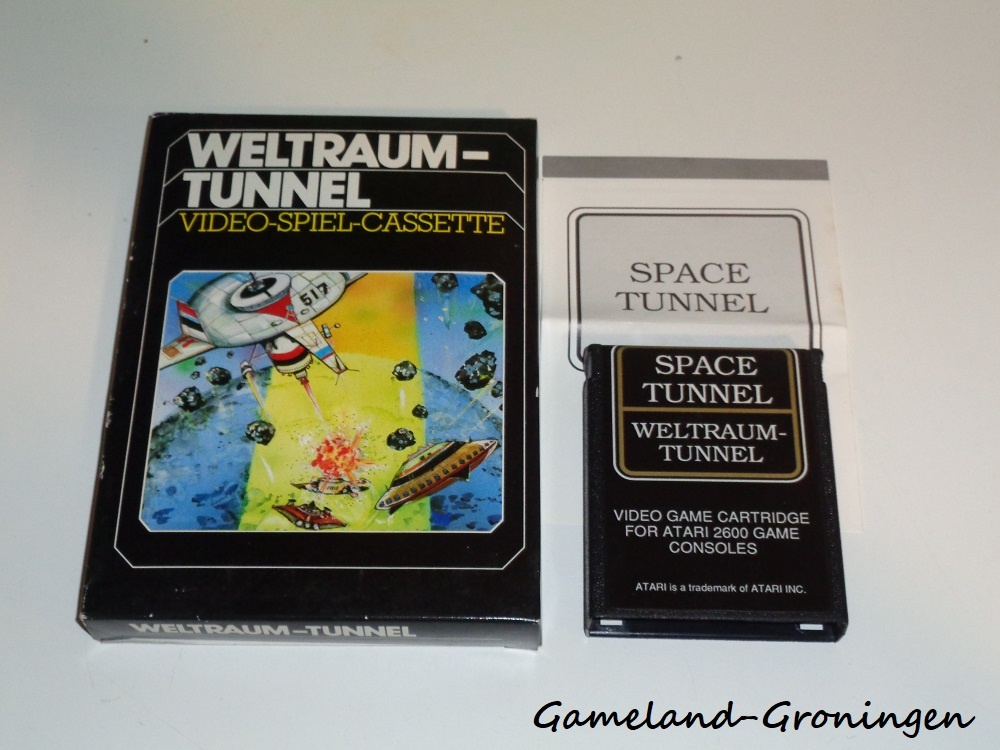 WELTRAUM-
TUNNEL
VIDEO-SPIEL-CASSETTE
517
WELTRAUM-TUNNEL
SPACE
TUNNEL
SPACE
TUNNEL
WELTRAUM-
TUNNEL
VIDEO GAME CARTRIDGE
FOR ATARI 2600 GAME
CONSOLES
ATARI is a trademark of ATARI INC.
Gameland-Groningen